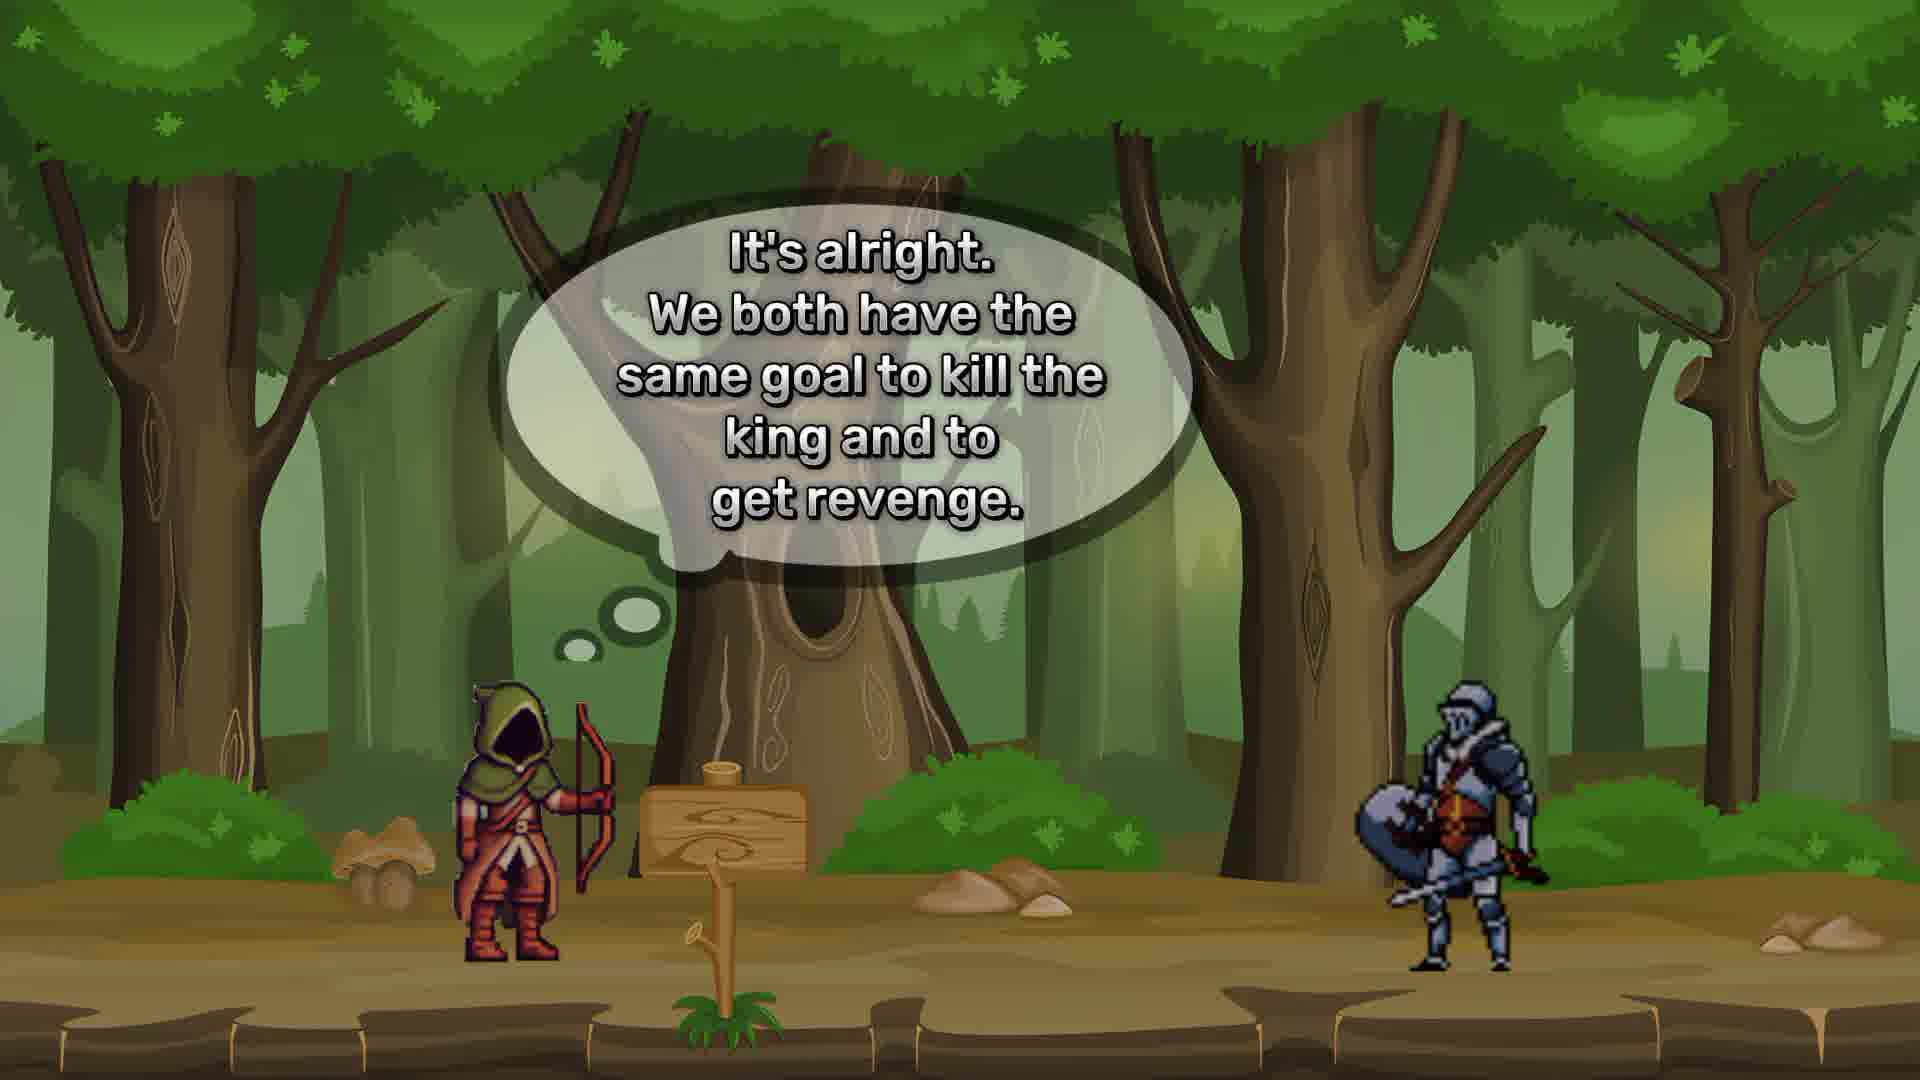 It's alright.
We both have the
same goal to kill the
king and to
get revenge.